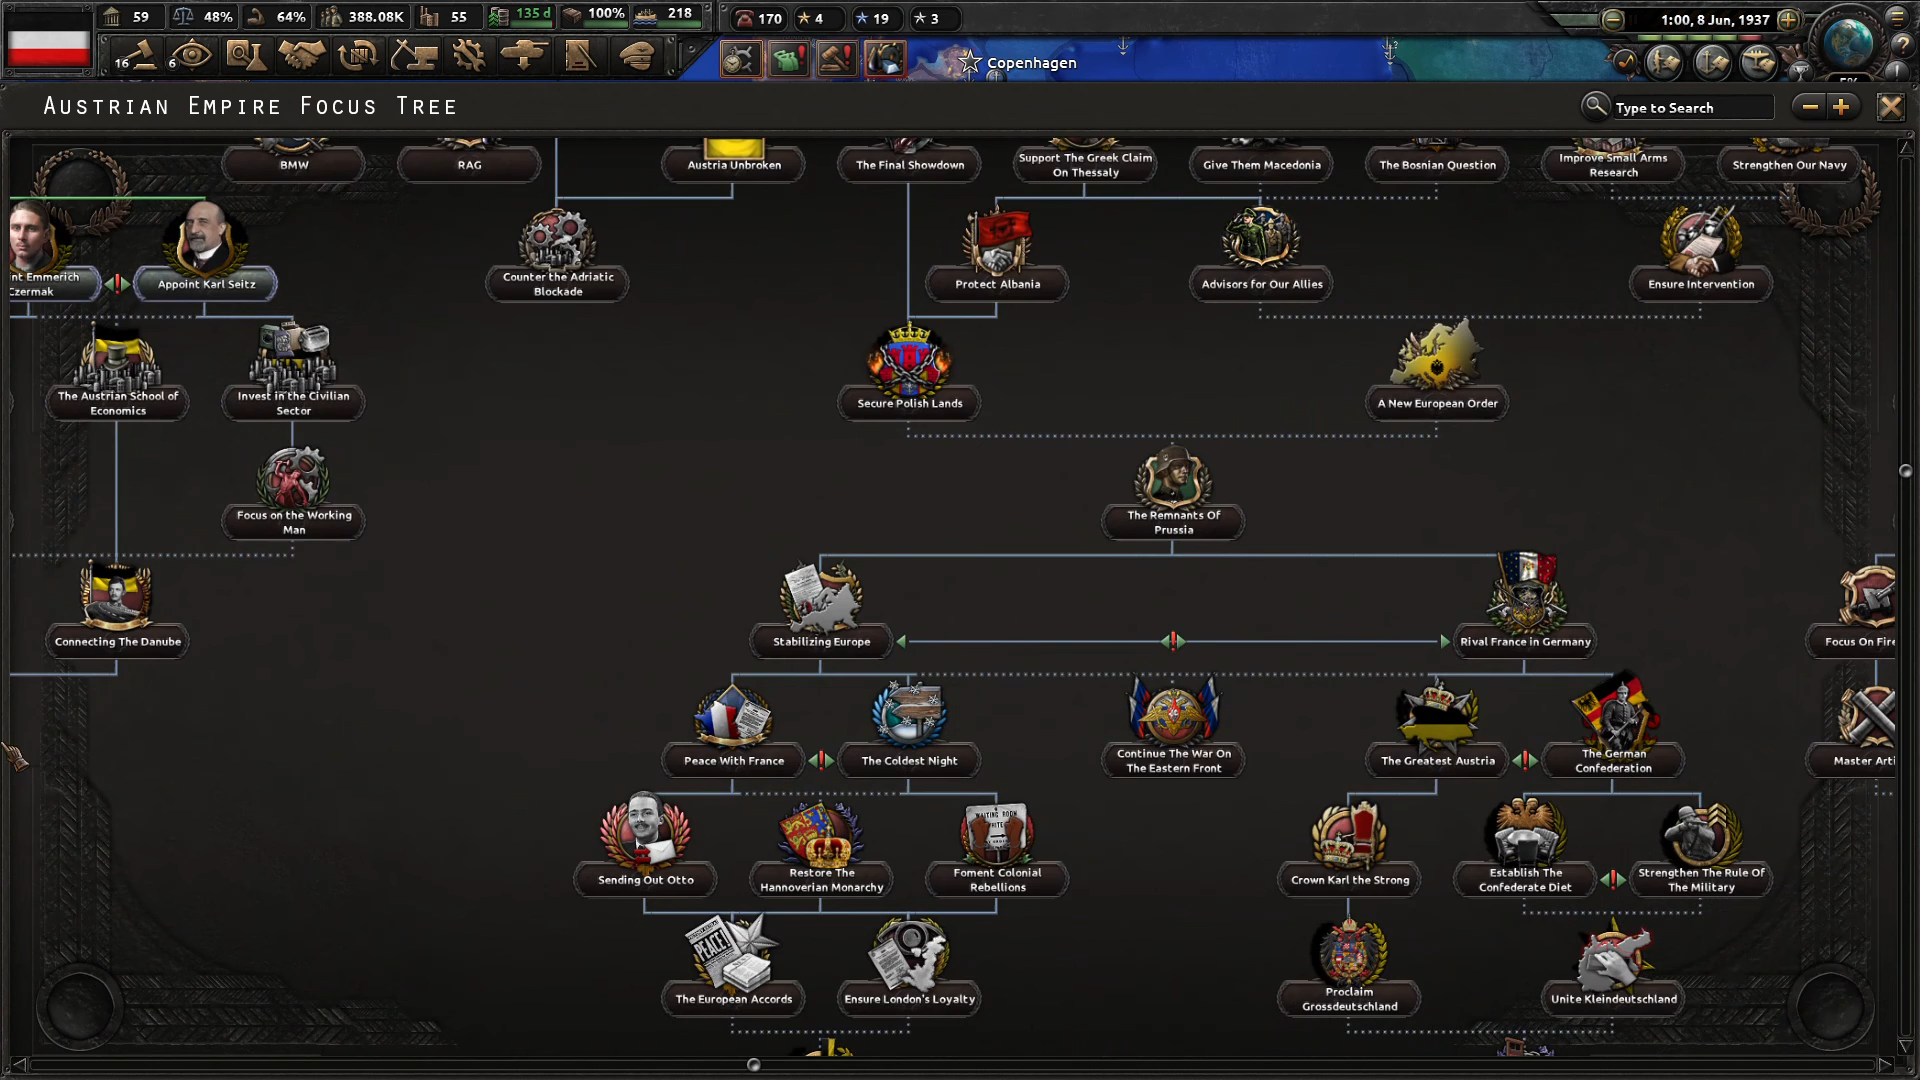 59
48%
64%
388.08K
55
135 d
100%
218
170
4
19
3
1:00, 8 Jun, 1937
16
6
Copenhagen
Austrian Empire Focus Tree
Type to Search
BMW
RAG
Austria Unbroken
The Final Showdown
Support The Greek Claim
On Thessaly
Give Them Macedonia
The Bosnian Question
Improve Small Arms
Research
Strengthen Our Navy
int Emmerich
Czermak
Appoint Karl Seitz
Counter the Adriatic
Blockade
Protect Albania
Advisors for Our Allies
Ensure Intervention
The Austrian School of
Economics
Invest in the Civilian
Sector
Secure Polish Lands
A New European Order
Focus on the Working
Man
The Remnants Of
Prussia
Connecting The Danube
Stabilizing Europe
Rival France in Germany
Focus On Fire
Peace With France
The Coldest Night
Continue The War On
The Eastern Front
The Greatest Austria
The German
Confederation
Master Arti
WAITING ROOM
Sending Out Otto
Restore The
Hannoverian Monarchy
Foment Colonial
Rebellions
Crown Karl the Strong
Establish The
Confederate Diet
Strengthen The Rule Of
The Military
PEACE!
The European Accords
Ensure London's Loyalty
Proclaim
Grossdeutschland
Unite Kleindeutschland